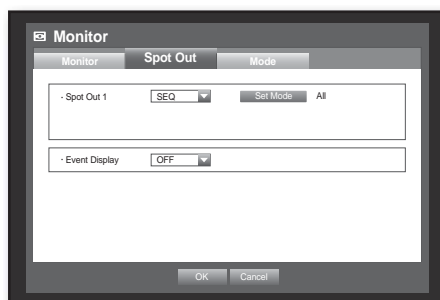 Monitor
Monitor Spot Out Mode
· Spot Out 1 SEQ Set Mode All
· Event Display OFF
OK Cancel